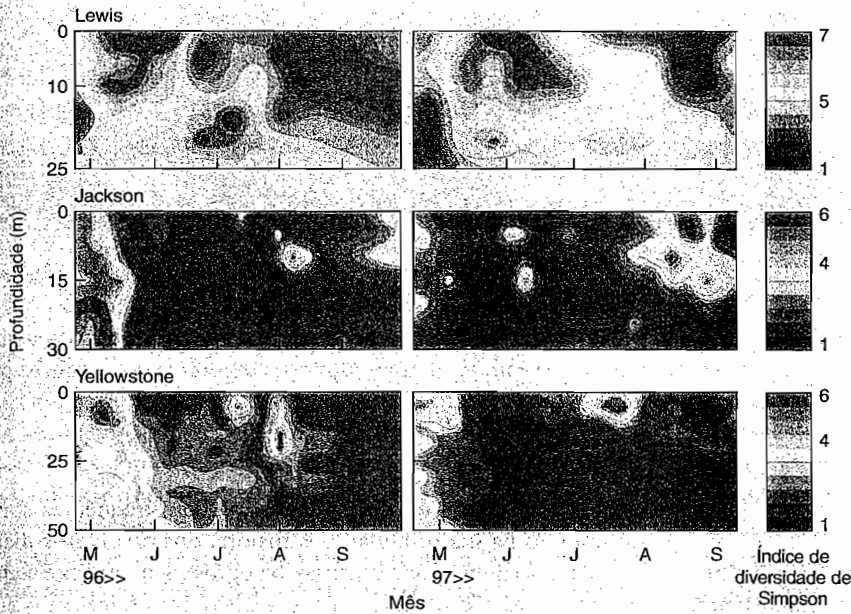 Lewis
0
10
25
7
5
1
Jackson
0
15
30
6
4
1
Yellowstone
0
25
50
6
4
1
Profundidade (m)
M J J A S M J J A S
96>> 97>>
Mês
Índice de
diversidade de
Simpson